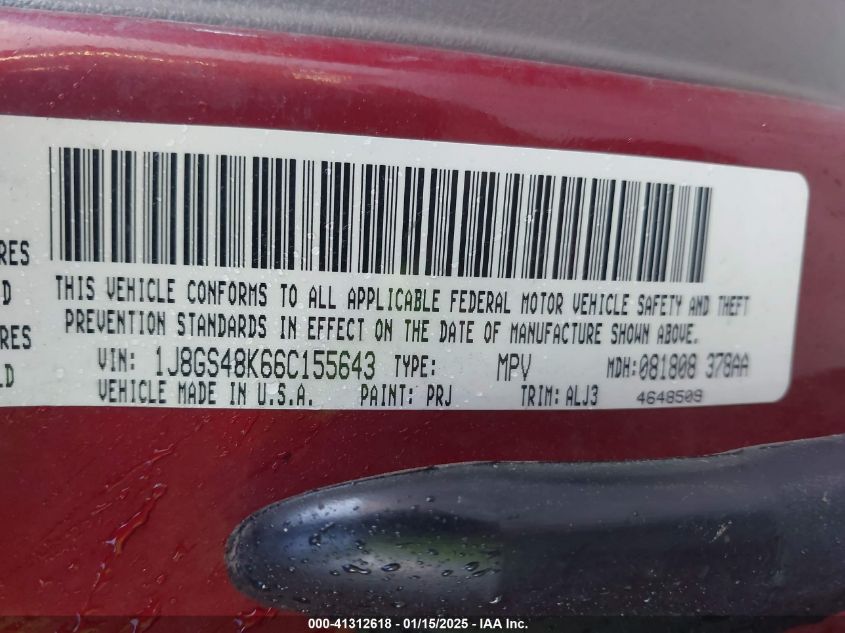 THIS VEHICLE CONFORMS TO ALL APPLICABLE FEDERAL MOTOR VEHICLE SAFETY AND THEFT
PREVENTION STANDARDS IN EFFECT ON THE DATE OF MANUFACTURE SHOWN ABOVE.
VIN: 1J8GS48K66C155643 TYPE: MPV MDH: 081808 378AA
VEHICLE MADE IN U.S.A. PAINT: PRJ TRIM: ALJ3 4648509
RES
D
RES
LD
000-41312618 - 01/15/2025 - IAA Inc.